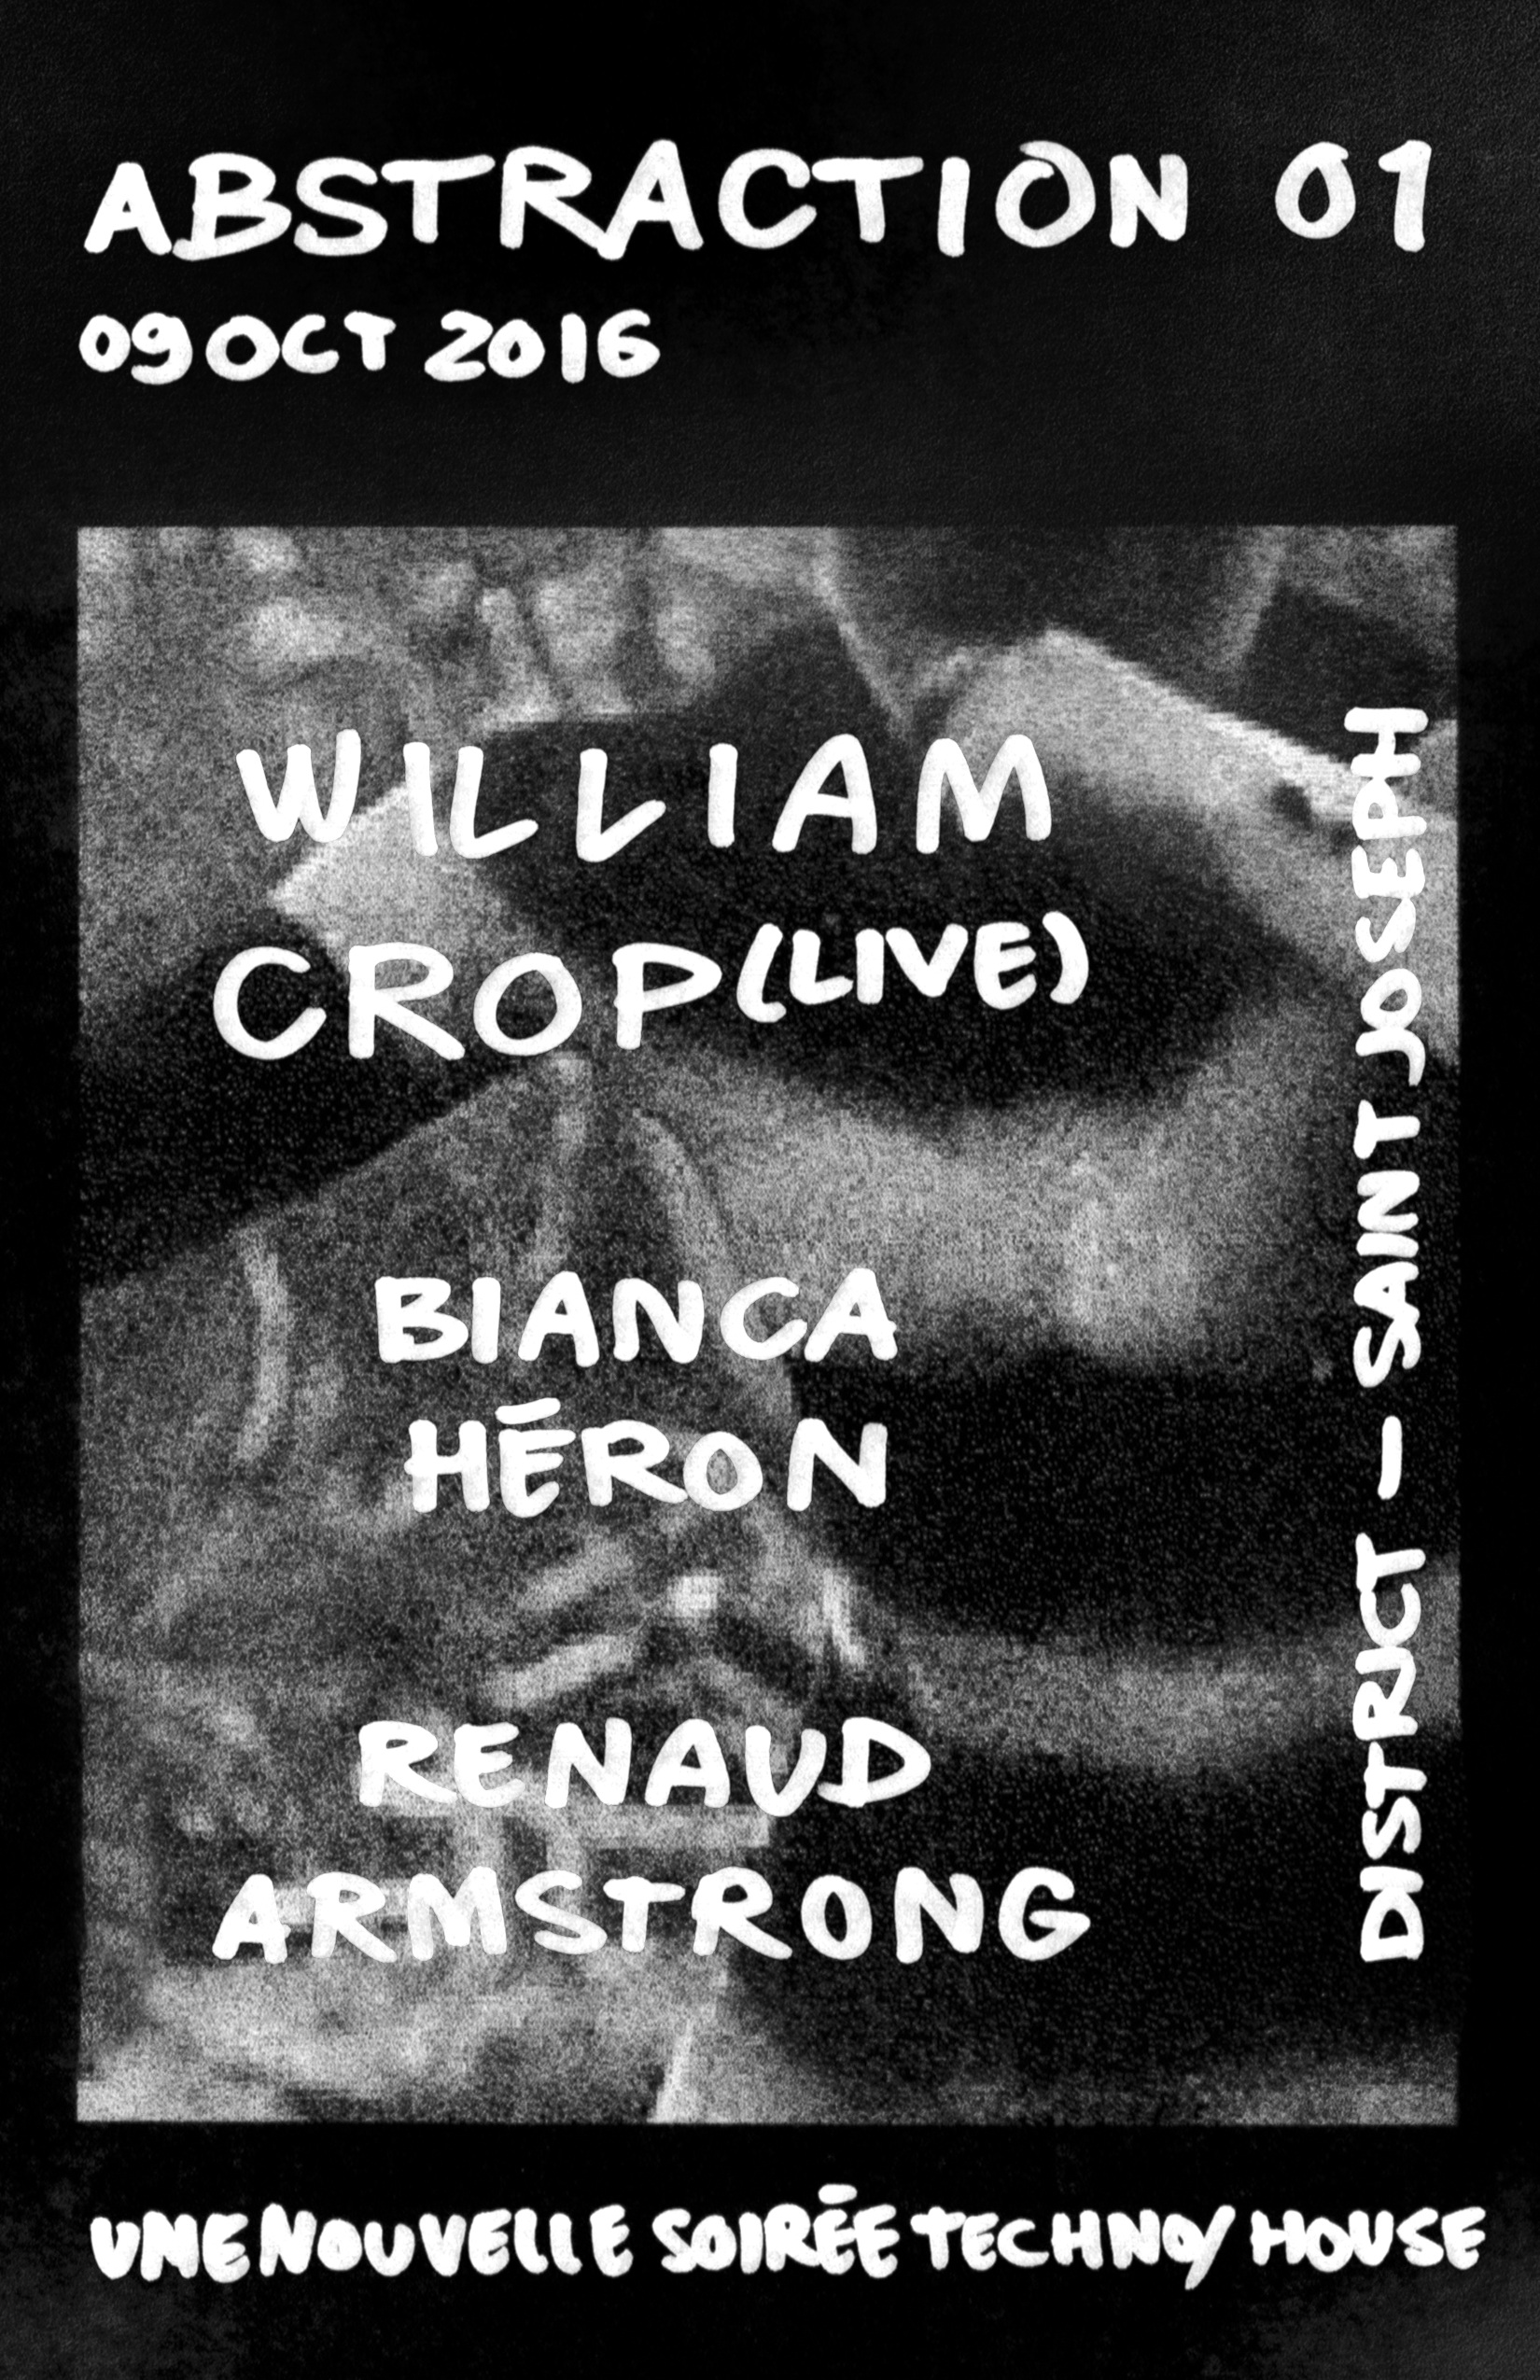 ABSTRACTION 01
09 OCT 2016
WILLIAM
CROP (LIVE)
BIANCA
HÉRON
RENAUD
ARMSTRONG
DISTRICT – SAINT JOSEPH
UNE NOUVELLE SOIRÉE TECHNO/ HOUSE